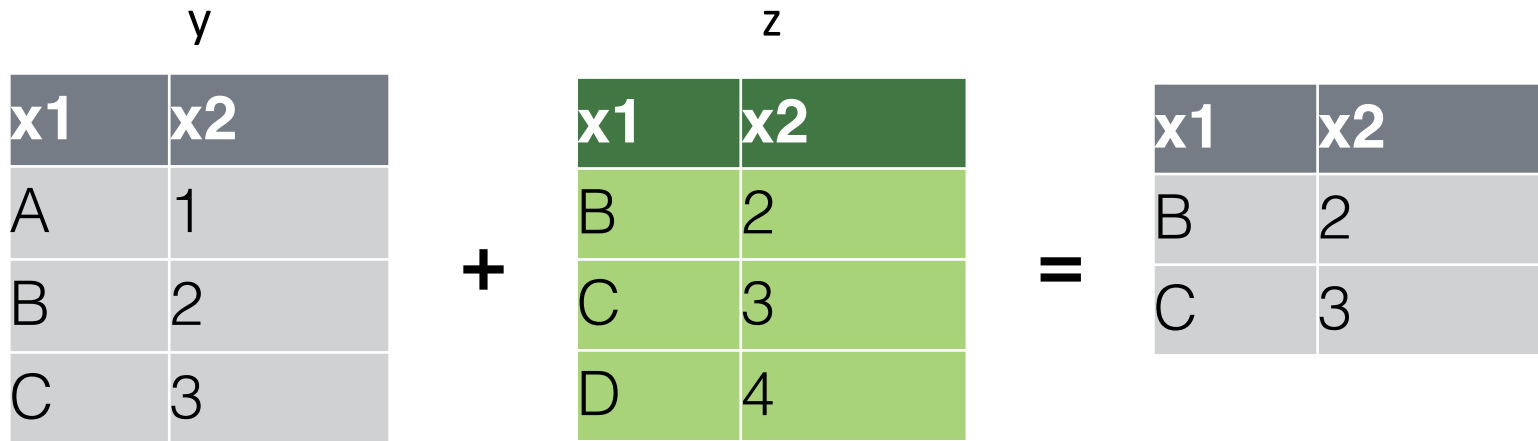 y z
x1 x2 x1 x2 x1 x2
A 1 B 2 B 2
B 2 + C 3 = C 3
C 3 D 4